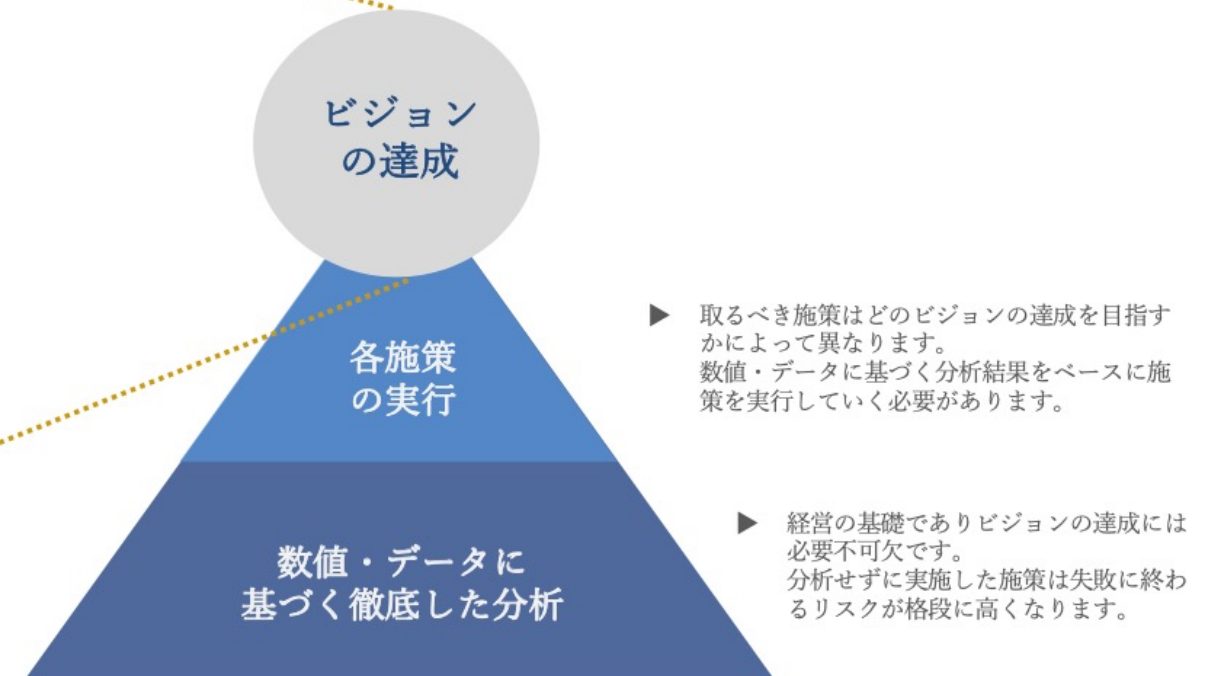 ビジョン
の達成
各施策
の実行
▶ 取るべき施策はどのビジョンの達成を目指す
かによって異なります。
数値・データに基づく分析結果をベースに施
策を実行していく必要があります。
数値・データに
基づく徹底した分析
▶ 経営の基礎でありビジョンの達成には
必要不可欠です。
分析せずに実施した施策は失敗に終わ
るリスクが格段に高くなります。